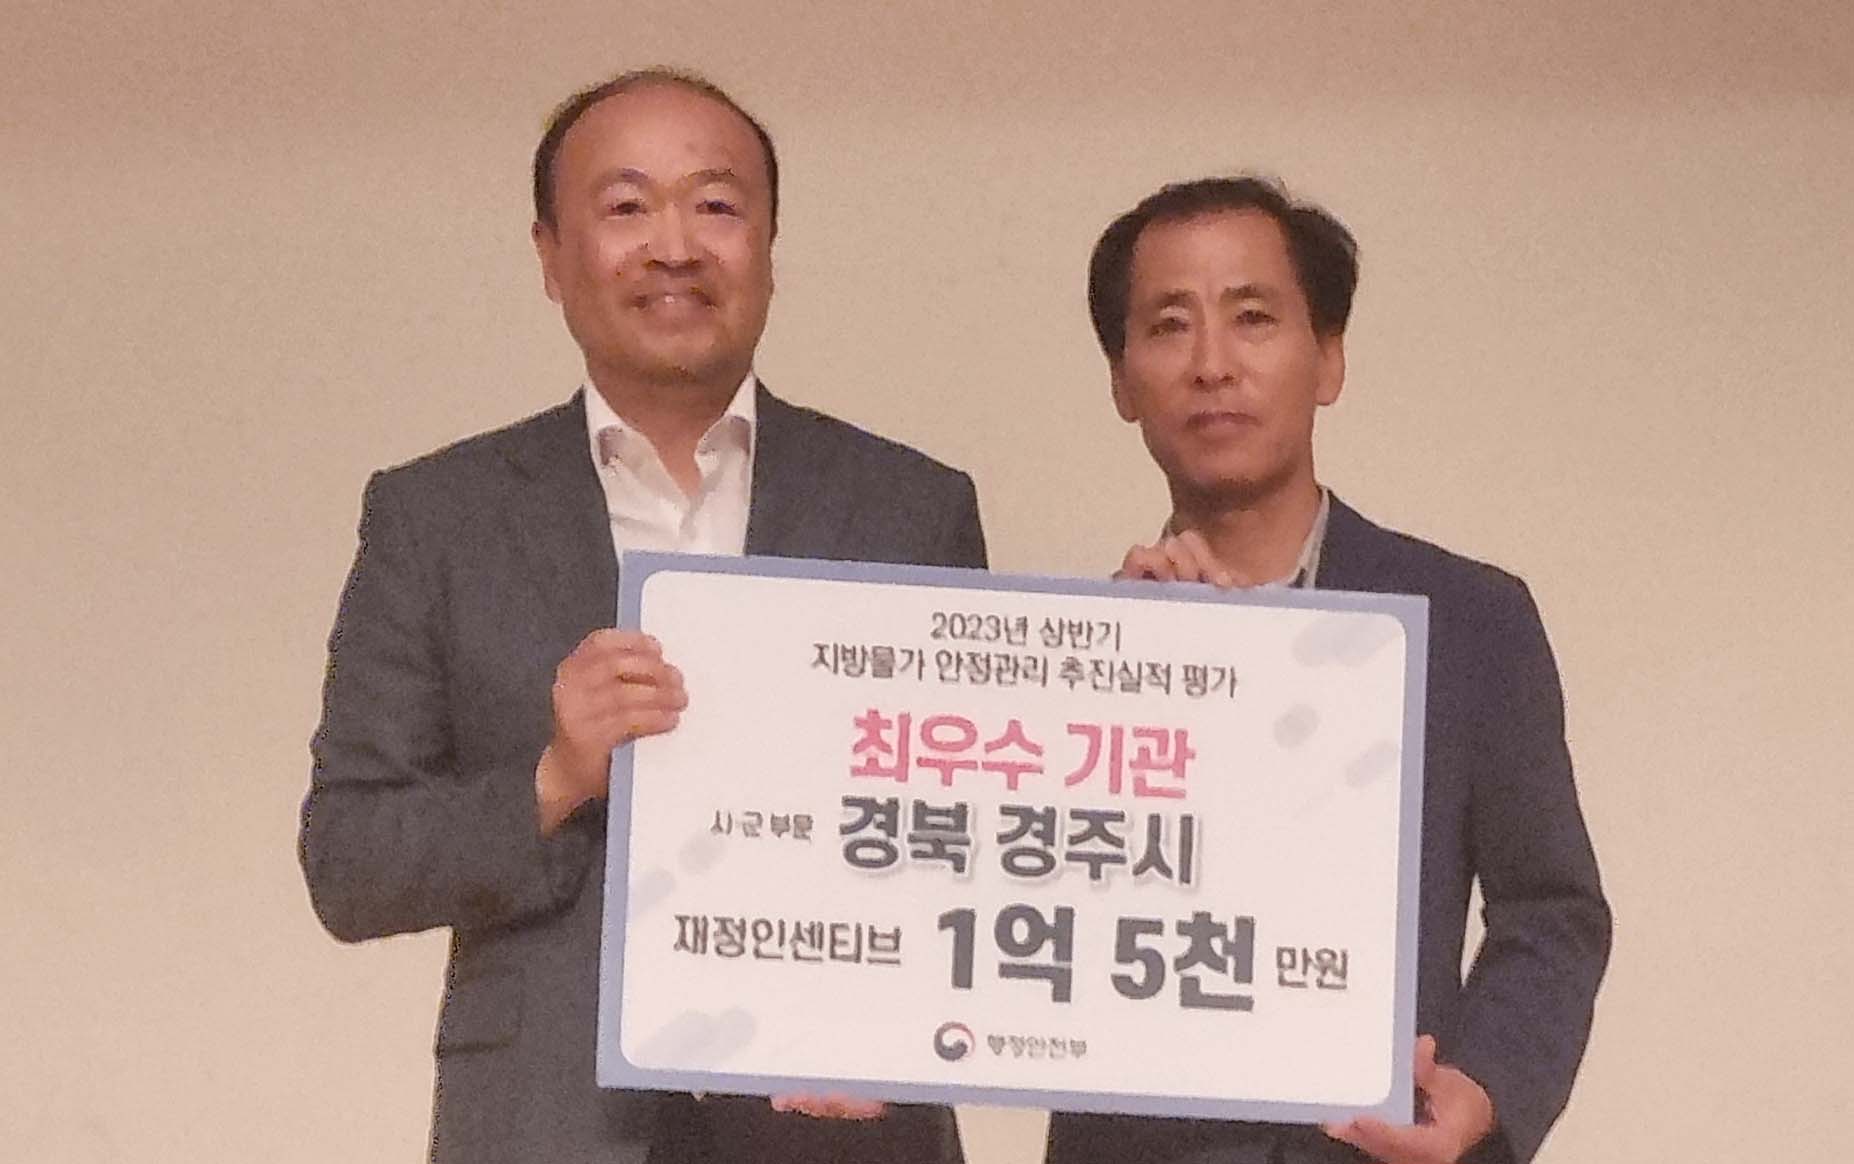 2023년 상반기
지방물가 안정관리 추진실적 평가
최우수 기관
시·군 부문 경북 경주시
재정인센티브 1억 5천만원
행정안전부